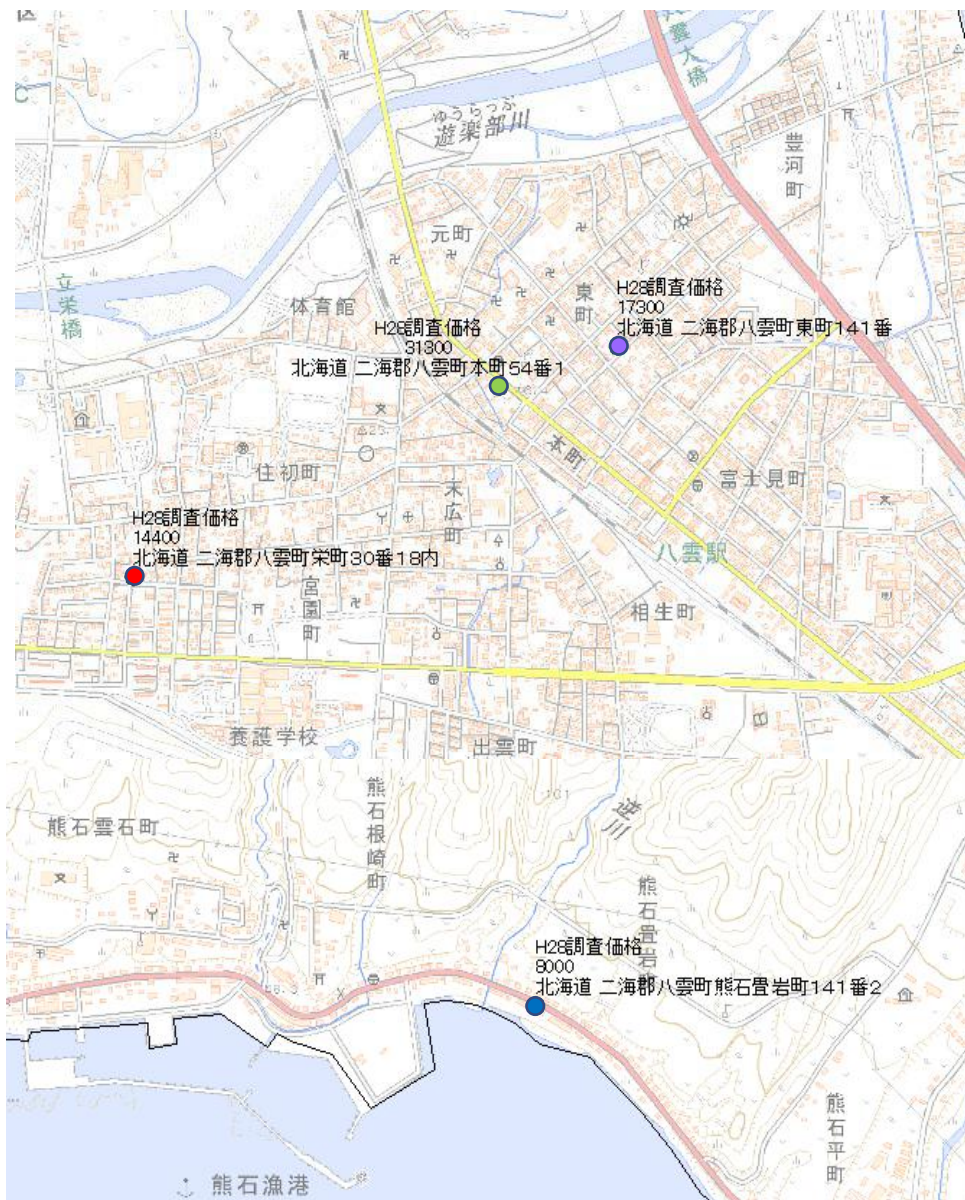 区
C
雲大橋
ゆうらっぷ
遊楽部川
豊河町
元町
立栄橋
体育館
東町
H28調査価格
17300
北海道 二海郡八雲町東町141番
H28調査価格
31300
北海道 二海郡八雲町本町54番1
本町
住初町
末広町
富士見町
H28調査価格
14400
北海道 二海郡八雲町栄町30番18内
八雲駅
宮園町
相生町
養護学校
出雲町
熊石雲石町
熊石根崎町
逆川
101
熊石畳岩町
H28調査価格
8000
北海道 二海郡八雲町熊石畳岩町141番2
熊石平町
熊石漁港